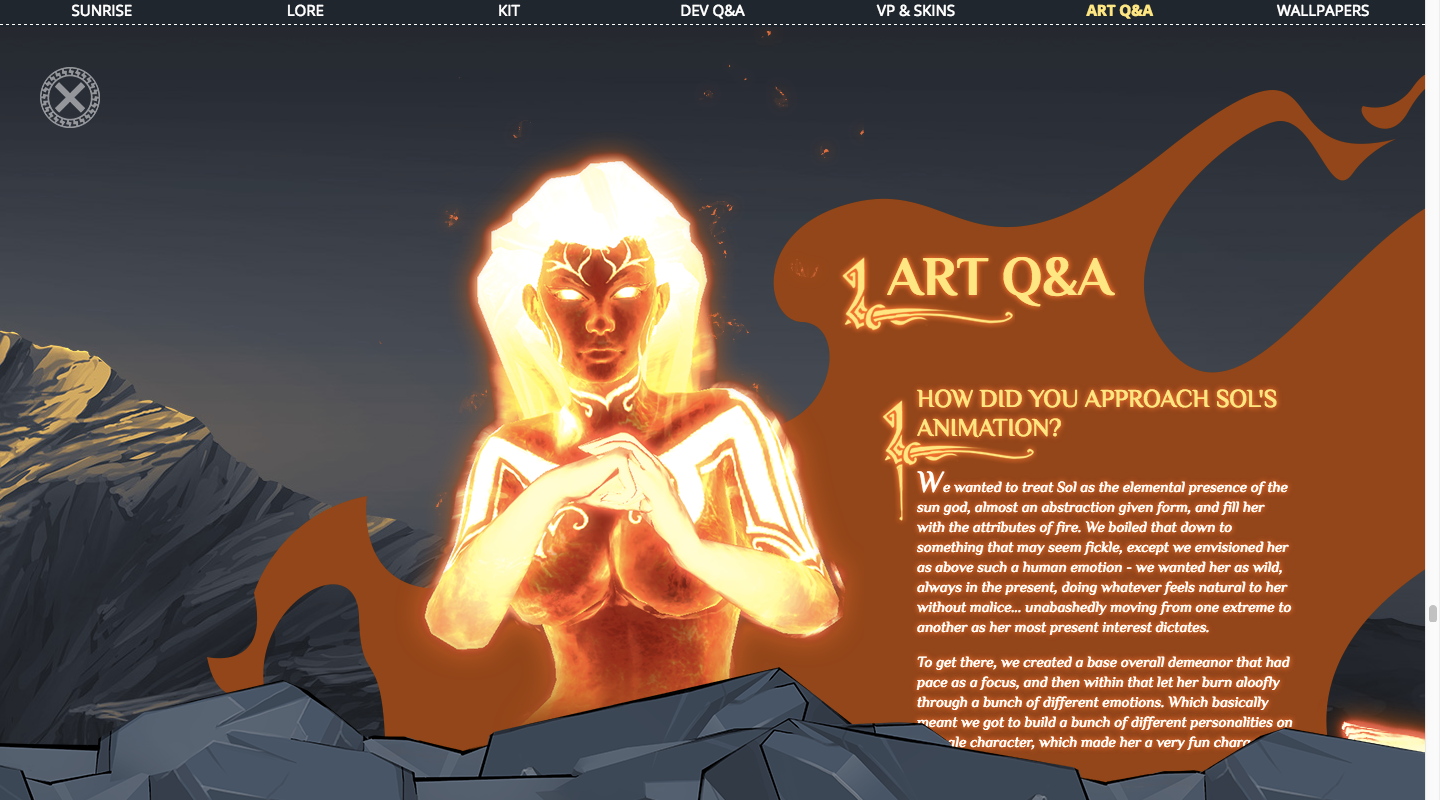 SUNRISE LORE KIT DEV Q&A VP & SKINS ART Q&A WALLPAPERS
ART Q&A
HOW DID YOU APPROACH SOL'S
ANIMATION?
We wanted to treat Sol as the elemental presence of the
sun god, almost an abstraction given form, and fill her
with the attributes of fire. We boiled that down to
something that may seem fickle, except we envisioned her
as above such a human emotion - we wanted her as wild,
always in the present, doing whatever feels natural to her
without malice... unabashedly moving from one extreme to
another as her most present interest dictates.
To get there, we created a base overall demeanor that had
pace as a focus, and then within that let her burn aloofly
through a bunch of different emotions. Which basically
meant we got to build a bunch of different personalities on
character, which made her a very fun